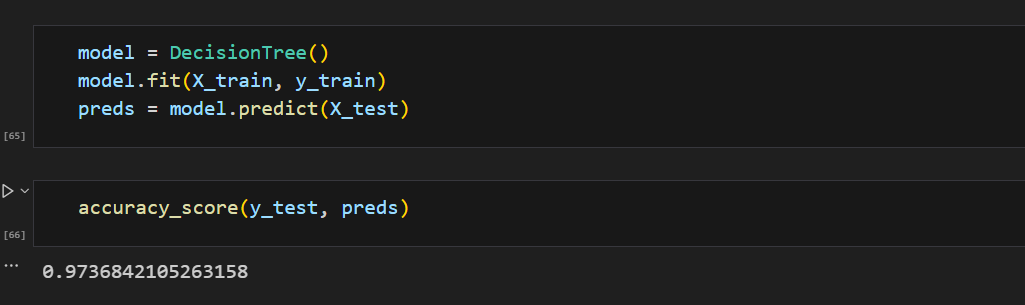 model = DecisionTree()
model.fit(X_train, y_train)
preds = model.predict(X_test)
[65]
accuracy_score(y_test, preds)
[66]
...
0.9736842105263158